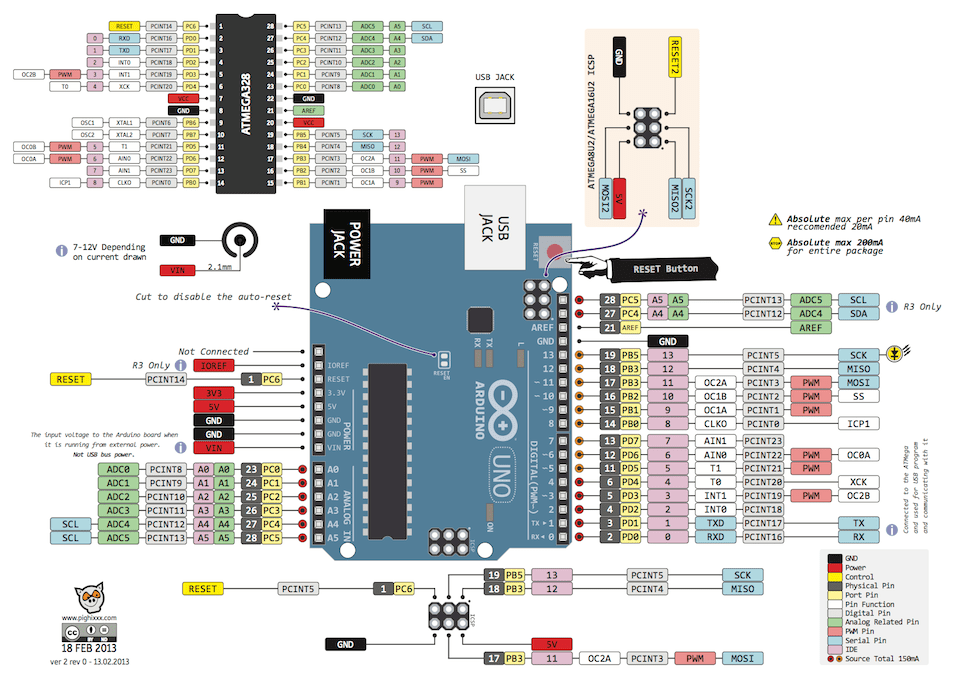 RESET PCINT14 PC6 1
0 RXD PCINT16 PD0 2
1 TXD PCINT17 PD1 3
2 INT0 PCINT18 PD2 4
OC2B PWM 3 INT1 PCINT19 PD3 5
T0 4 XCK PCINT20 PD4 6
VCC 7
GND 8
OSC1 XTAL1 PCINT6 PB6 9
OSC2 XTAL2 PCINT7 PB7 10
OC0B PWM 5 T1 PCINT21 PD5 11
OC0A PWM 6 AIN0 PCINT22 PD6 12
7 AIN1 PCINT23 PD7 13
ICP1 8 CLKO PCINT0 PB0 14
ATMEGA328
28 PC5 PCINT13 ADC5 A5 SCL
27 PC4 PCINT12 ADC4 A4 SDA
26 PC3 PCINT11 ADC3 A3
25 PC2 PCINT10 ADC2 A2
24 PC1 PCINT9 ADC1 A1
23 PC0 PCINT8 ADC0 A0
22 GND
21 AREF
20 VCC
19 PB5 PCINT5 SCK 13
18 PB4 PCINT4 MISO 12
17 PB3 PCINT3 OC2A 11 PWM MOSI
16 PB2 PCINT2 OC1B 10 PWM SS
15 PB1 PCINT1 OC1A 9 PWM
USB JACK
ATMEGA8U2/ATMEGA16U2 ICSP
GND
RESET2
MOSI2
5V
MISO2
SCK2
Absolute max per pin 40mA
reccomended 20mA
STOP
Absolute max 200mA
for entire package
7-12V Depending
on current drawn
GND
VIN
2.1mm
POWER
JACK
USB
JACK
RESET
RESET Button
Cut to disable the auto-reset
RESET
EN
Not Connected
R3 Only IOREF
RESET PCINT14 1 PC6
3V3
5V
GND
GND
VIN
The input voltage to the Arduino board when
it is running from external power.
Not USB bus power.
ADC0 PCINT8 A0 A0 23 PC0
ADC1 PCINT9 A1 A1 24 PC1
ADC2 PCINT10 A2 A2 25 PC2
ADC3 PCINT11 A3 A3 26 PC3
SCL ADC4 PCINT12 A4 A4 27 PC4
SCL ADC5 PCINT13 A5 A5 28 PC5
IOREF
RESET
3.3V
5V
GND
GND
VIN
POWER
A0
A1
A2
A3
A4
A5
ANALOG IN
RX
TX
L
ARDUINO
UNO
ON
ICSP
AREF
GND
13
12
~11
~10
~9
8
7
~6
~5
4
~3
2
TX 1
RX 0
DIGITAL(PWM~)
28 PC5 A5 A5 PCINT13 ADC5 SCL
27 PC4 A4 A4 PCINT12 ADC4 SDA
R3 Only
21 AREF AREF
GND
19 PB5 13 PCINT5 SCK
18 PB3 12 PCINT4 MISO
17 PB3 11 OC2A PCINT3 PWM MOSI
16 PB2 10 OC1B PCINT2 PWM SS
15 PB1 9 OC1A PCINT1 PWM
14 PB0 8 CLKO PCINT0 ICP1
13 PD7 7 AIN1 PCINT23
12 PD6 6 AIN0 PCINT22 PWM OC0A
11 PD5 5 T1 PCINT21 PWM
6 PD4 4 T0 PCINT20 XCK
5 PD3 3 INT1 PCINT19 PWM OC2B
4 PD2 2 INT0 PCINT18
3 PD1 1 TXD PCINT17 TX
2 PD0 0 RXD PCINT16 RX
Connected to the ATMega
and used for USB program
and communicating with it
RESET PCINT5 1 PC6
GND
19 PB5 13 PCINT5 SCK
18 PB3 12 PCINT4 MISO
ICSP
5V
17 PB3 11 OC2A PCINT3 PWM MOSI
GND
Power
Control
Physical Pin
Port Pin
Pin Function
Digital Pin
Analog Related Pin
PWM Pin
Serial Pin
IDE
Source Total 150mA
www.pighixxx.com
cc
BY ND
18 FEB 2013
ver 2 rev 0 - 13.02.2013